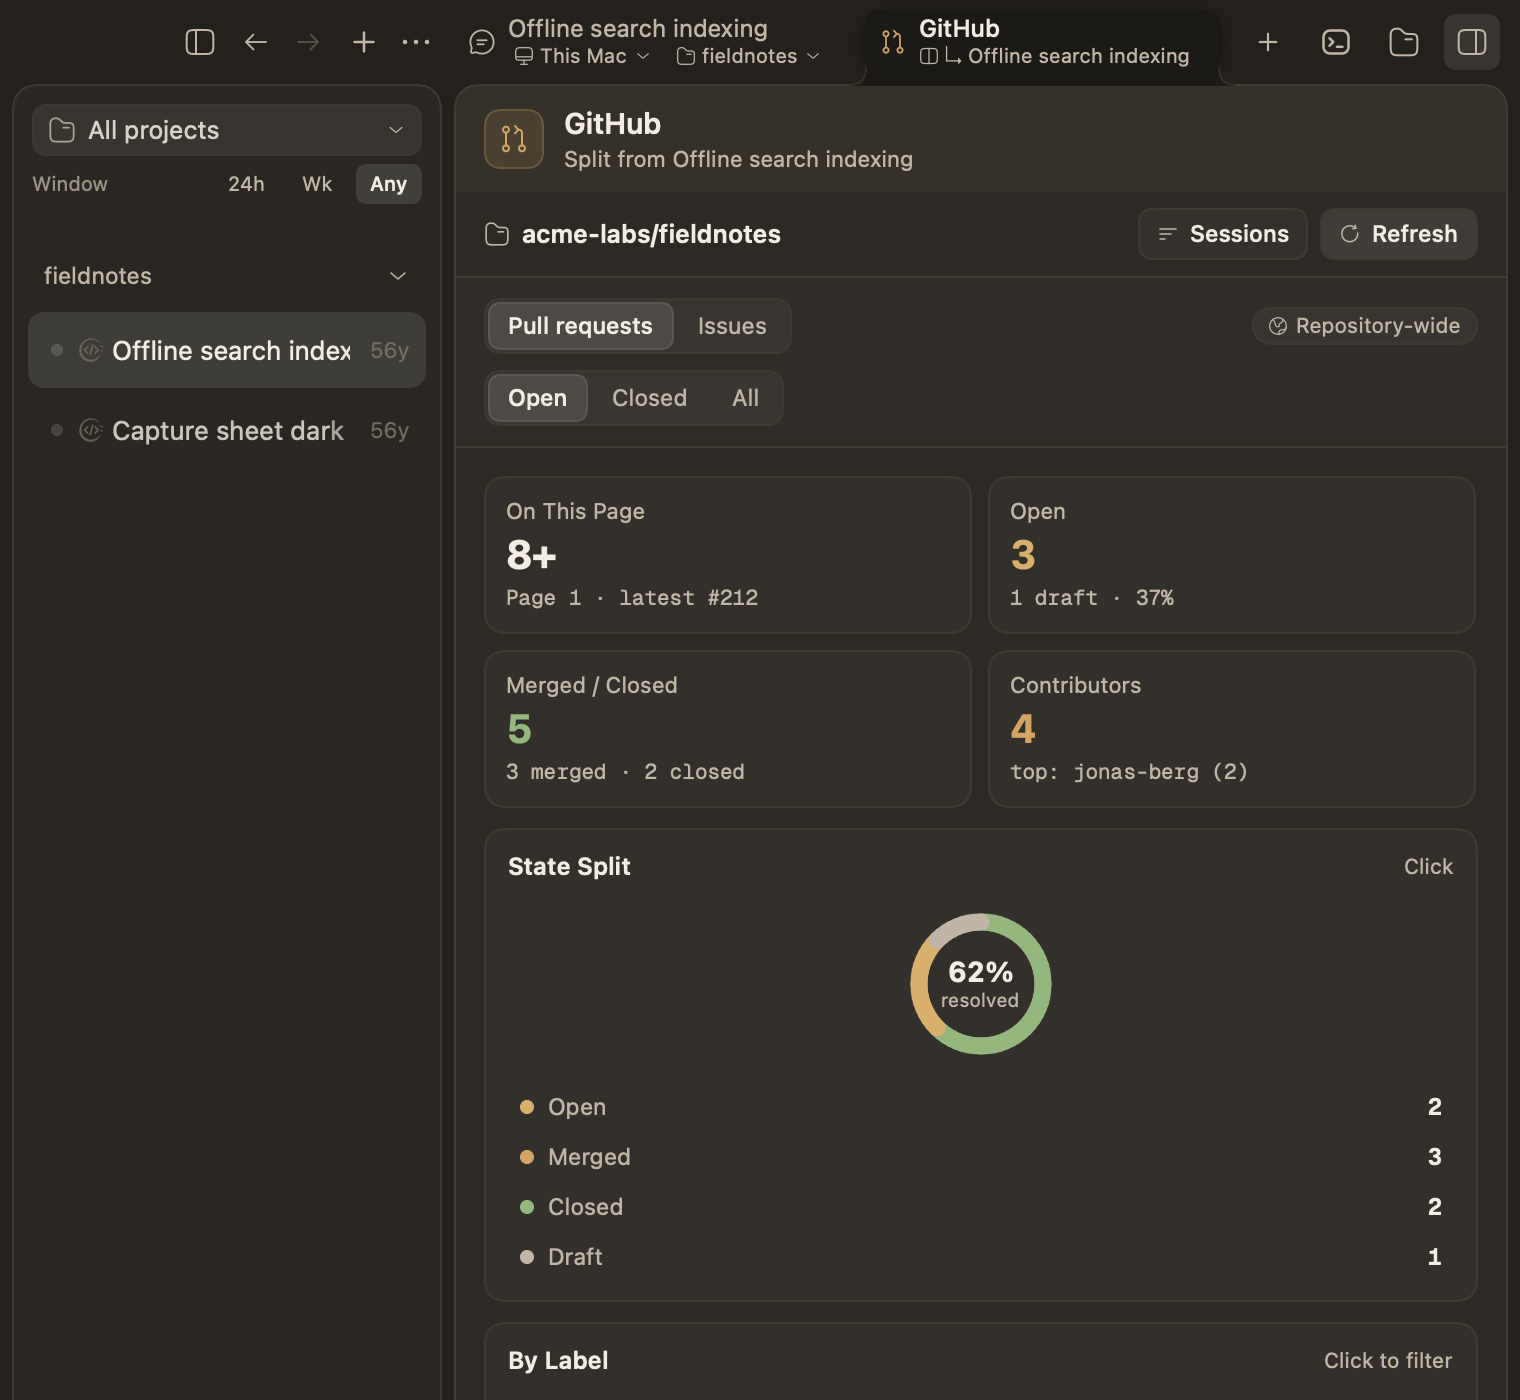 Offline search indexing
This Mac
fieldnotes
GitHub
Offline search indexing
All projects
Window
24h
Wk
Any
fieldnotes
Offline search index
56y
Capture sheet dark
56y
GitHub
Split from Offline search indexing
acme-labs/fieldnotes
Sessions
Refresh
Pull requests
Issues
Repository-wide
Open
Closed
All
On This Page
8+
Page 1 · latest #212
Open
3
1 draft · 37%
Merged / Closed
5
3 merged · 2 closed
Contributors
4
top: jonas-berg (2)
State Split
Click
62%
resolved
Open
2
Merged
3
Closed
2
Draft
1
By Label
Click to filter